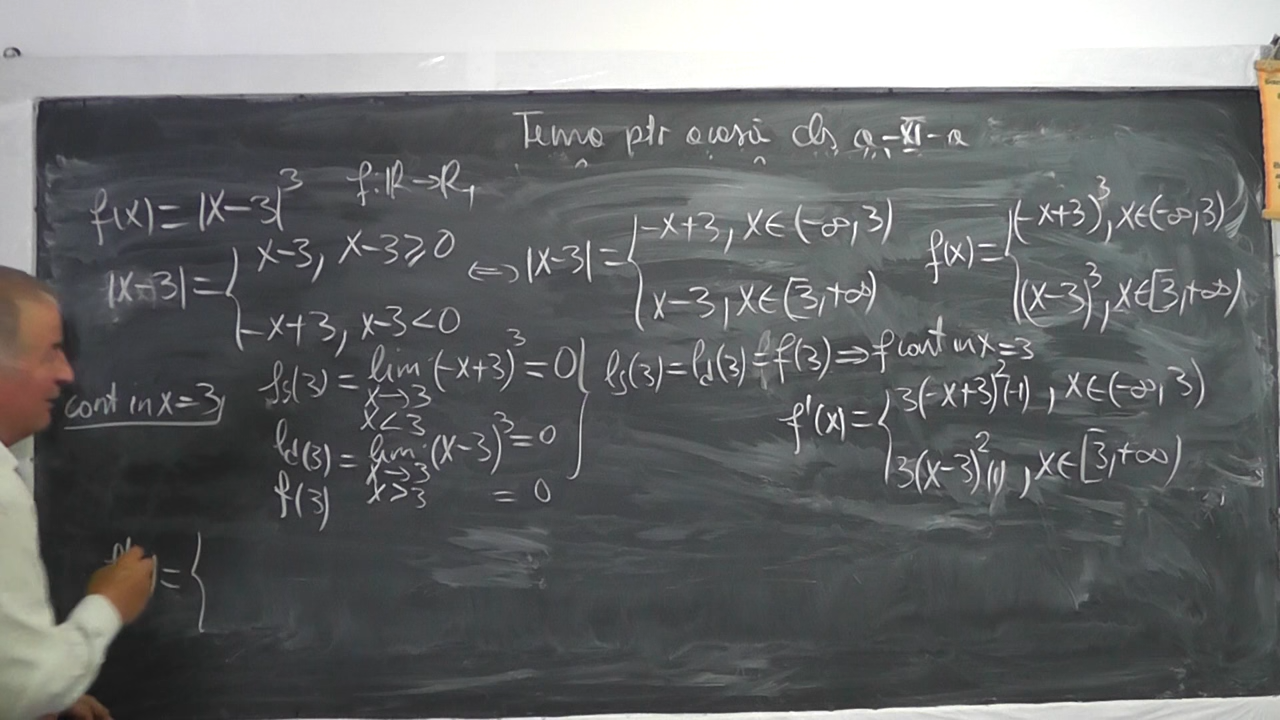 Temă ptr acasă cls a-XI-a
f(x) = |x-3|³ f: ℝ→ℝ,
|x-3| = { x-3, x-3 ⩾ 0
-x+3, x-3 < 0
⇔ |x-3| = { -x+3, x∈(-∞, 3)
x-3, x∈[3, +∞)
f(x) = { (-x+3)³, x∈(-∞, 3)
(x-3)³, x∈[3, +∞)
cont in x=3,
ls(3) = lim (-x+3)³ = 0
x→3
x<3
ld(3) = lim (x-3)³ = 0
x→3
x>3
f(3) = 0
} ls(3) = ld(3) = f(3) ⇒ f cont in x=3
f'(x) = { 3(-x+3)²(-1), x∈(-∞, 3)
3(x-3)²(1), x∈[3, +∞)
= {